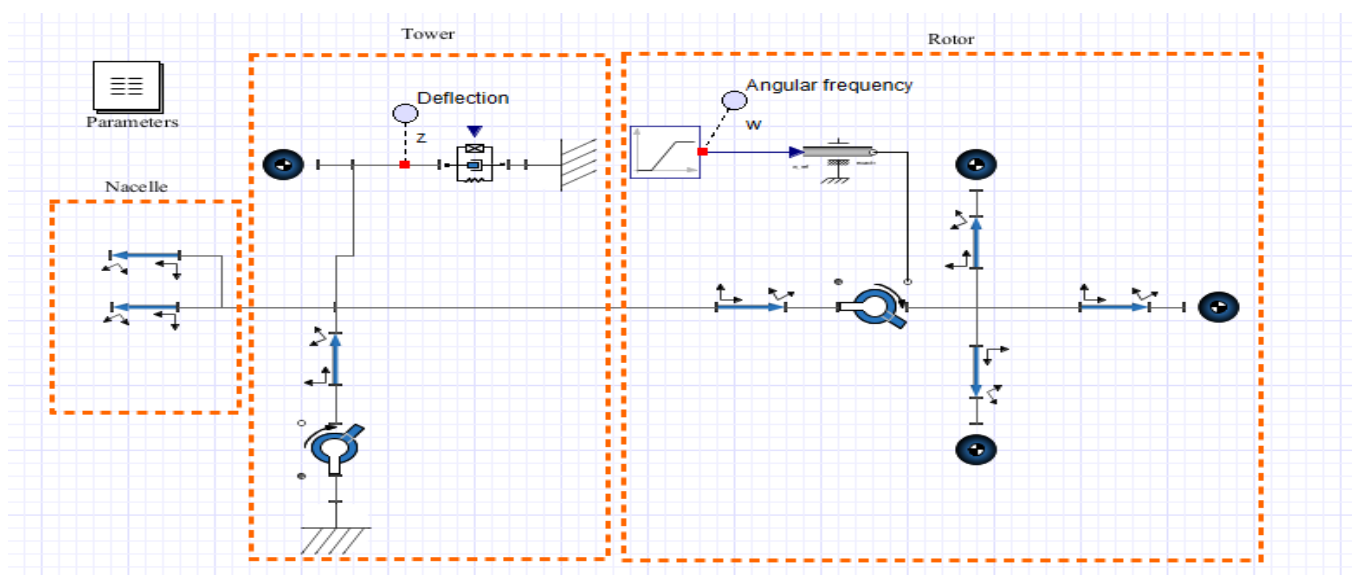 Tower
Rotor
Parameters
Deflection
Z
Angular frequency
w
Nacelle